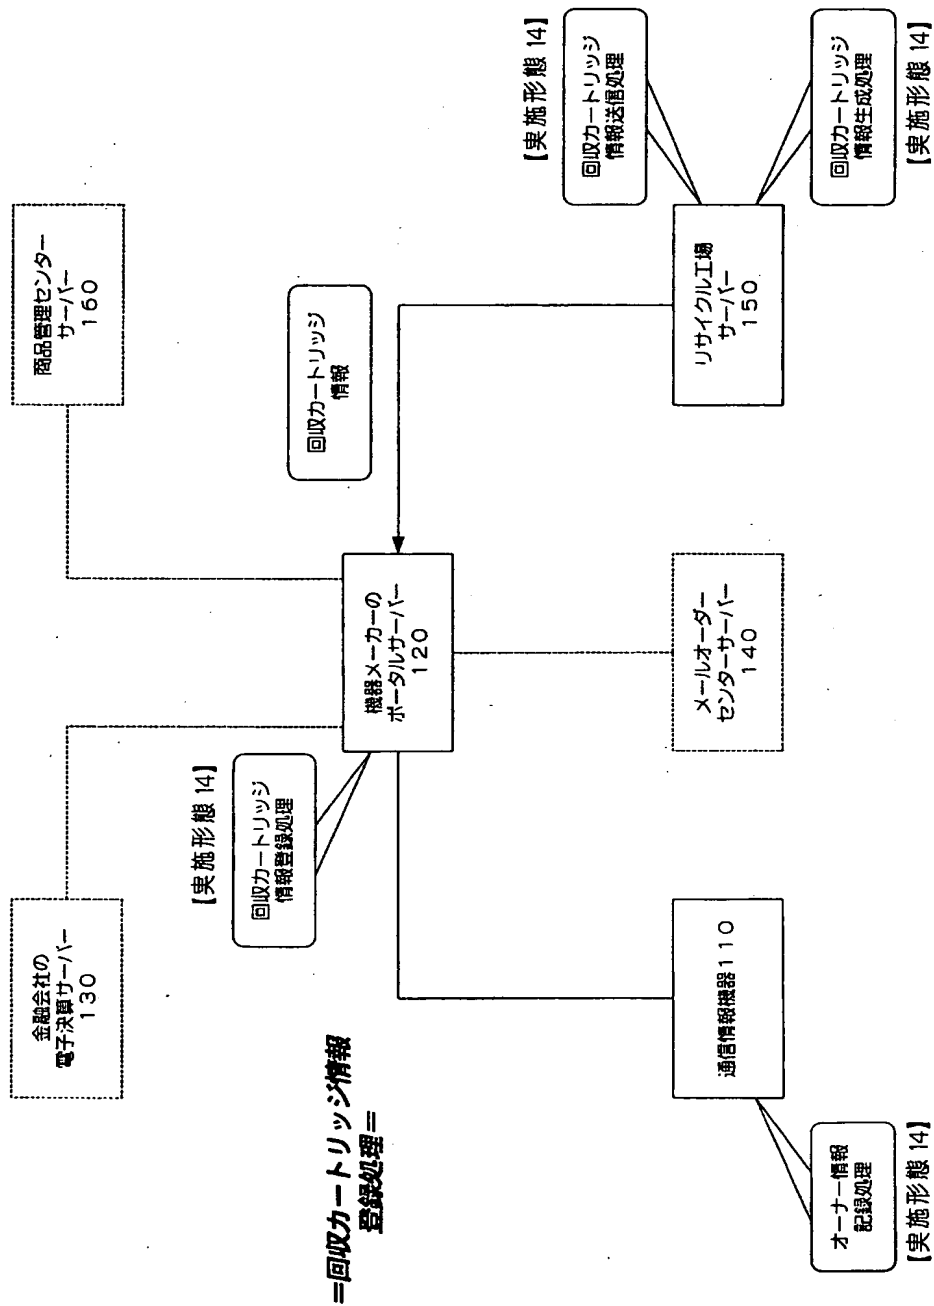 =回収カートリッジ情報
登録処理=
金融会社の
電子決算サーバー
130
商品管理センター
サーバー
160
【実施形態 14】
回収カートリッジ
情報登録処理
機器メーカーの
ポータルサーバー
120
回収カートリッジ
情報
【実施形態 14】
回収カートリッジ
情報送信処理
オーナー情報
記録処理
【実施形態 14】
通信情報機器110
メールオーダー
センターサーバー
140
リサイクル工場
サーバー
150
回収カートリッジ
情報生成処理
【実施形態 14】